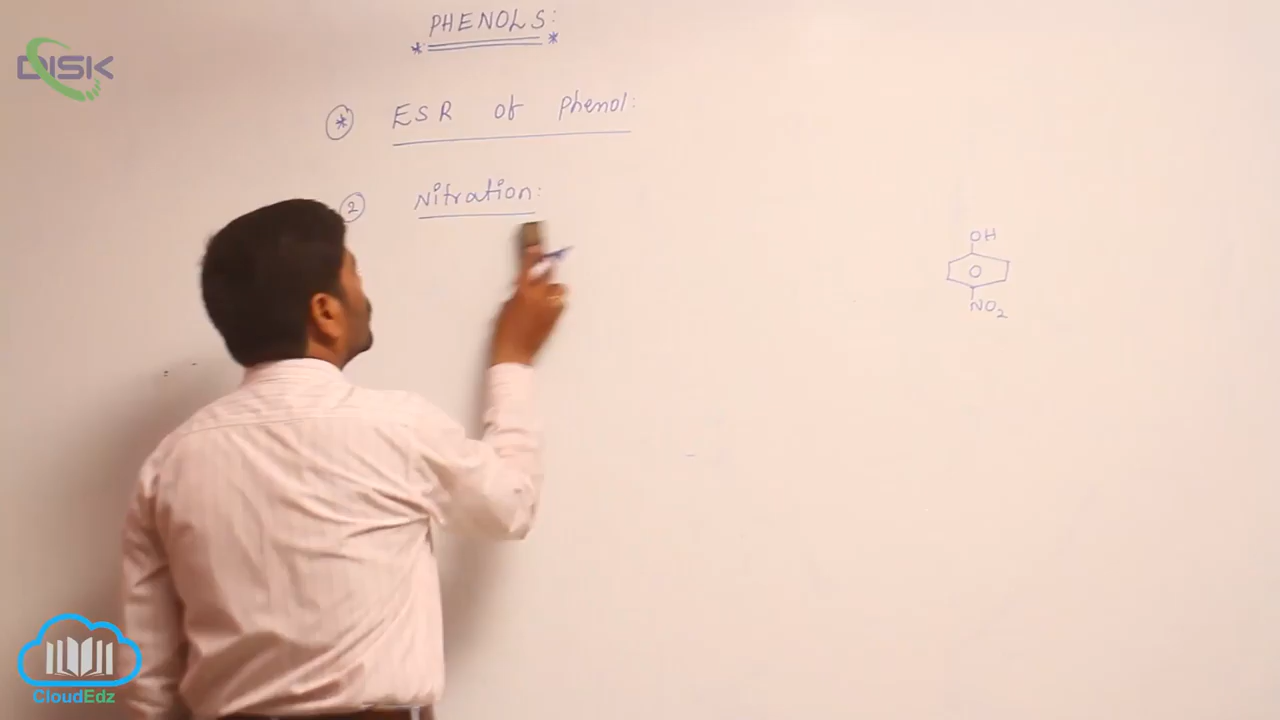 PHENOLS:
DISK
* ESR of Phenol:
2 Nitration:
OH
NO2
CloudEdz